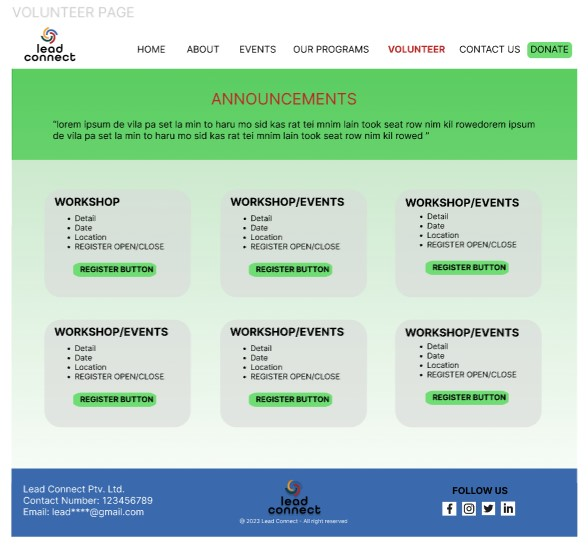 VOLUNTEER PAGE
lead
connect
HOME ABOUT EVENTS OUR PROGRAMS VOLUNTEER CONTACT US DONATE
ANNOUNCEMENTS
"lorem ipsum de vila pa set la min to haru mo sid kas rat tei mnim lain took seat row nim kil rowedorem ipsum
de vila pa set la min to haru mo sid kas rat tei mnim lain took seat row nim kil rowed "
WORKSHOP
• Detail
• Date
• Location
• REGISTER OPEN/CLOSE
REGISTER BUTTON
WORKSHOP/EVENTS
• Detail
• Date
• Location
• REGISTER OPEN/CLOSE
REGISTER BUTTON
WORKSHOP/EVENTS
• Detail
• Date
• Location
• REGISTER OPEN/CLOSE
REGISTER BUTTON
WORKSHOP/EVENTS
• Detail
• Date
• Location
• REGISTER OPEN/CLOSE
REGISTER BUTTON
WORKSHOP/EVENTS
• Detail
• Date
• Location
• REGISTER OPEN/CLOSE
REGISTER BUTTON
WORKSHOP/EVENTS
• Detail
• Date
• Location
• REGISTER OPEN/CLOSE
REGISTER BUTTON
Lead Connect Ptv. Ltd.
Contact Number: 123456789
Email: lead****@gmail.com
lead
connect
@ 2023 Lead Connect - All right reserved
FOLLOW US